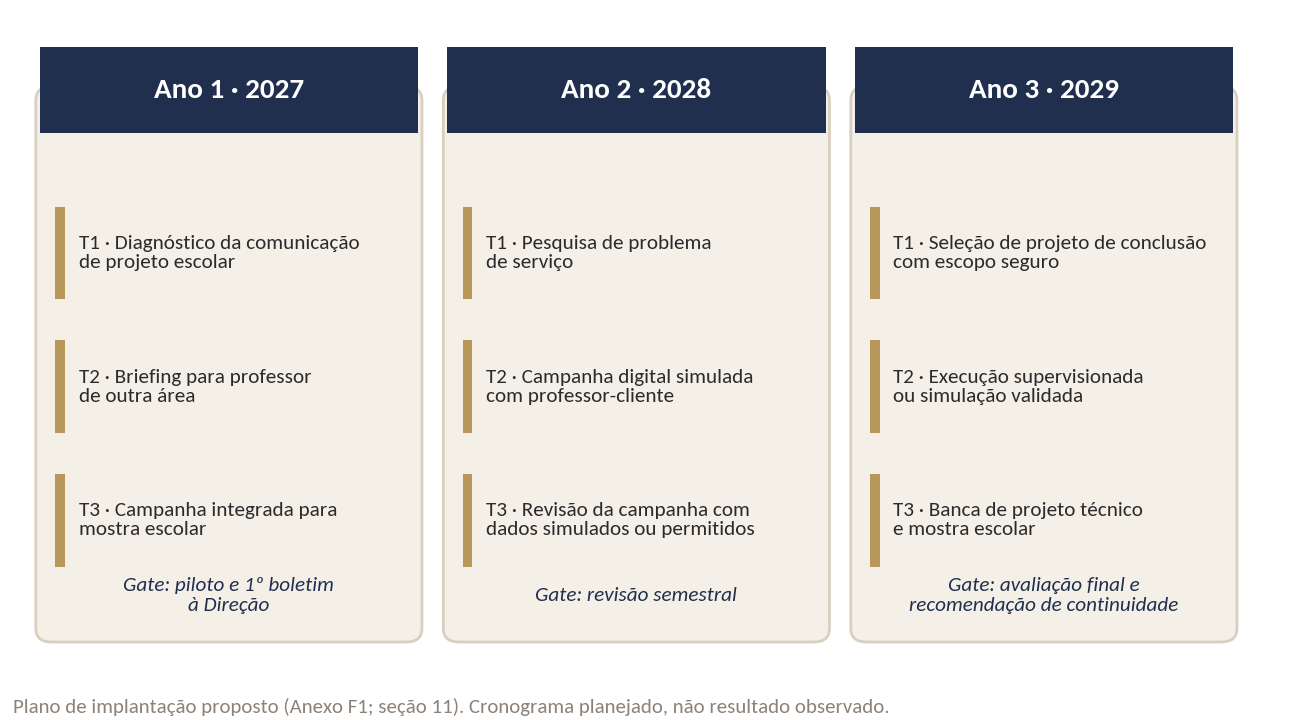 Ano 1 · 2027
T1 · Diagnóstico da comunicação
de projeto escolar
T2 · Briefing para professor
de outra área
T3 · Campanha integrada para
mostra escolar
Gate: piloto e 1º boletim
à Direção
Ano 2 · 2028
T1 · Pesquisa de problema
de serviço
T2 · Campanha digital simulada
com professor-cliente
T3 · Revisão da campanha com
dados simulados ou permitidos
Gate: revisão semestral
Ano 3 · 2029
T1 · Seleção de projeto de conclusão
com escopo seguro
T2 · Execução supervisionada
ou simulação validada
T3 · Banca de projeto técnico
e mostra escolar
Gate: avaliação final e
recomendação de continuidade
Plano de implantação proposto (Anexo F1; seção 11). Cronograma planejado, não resultado observado.